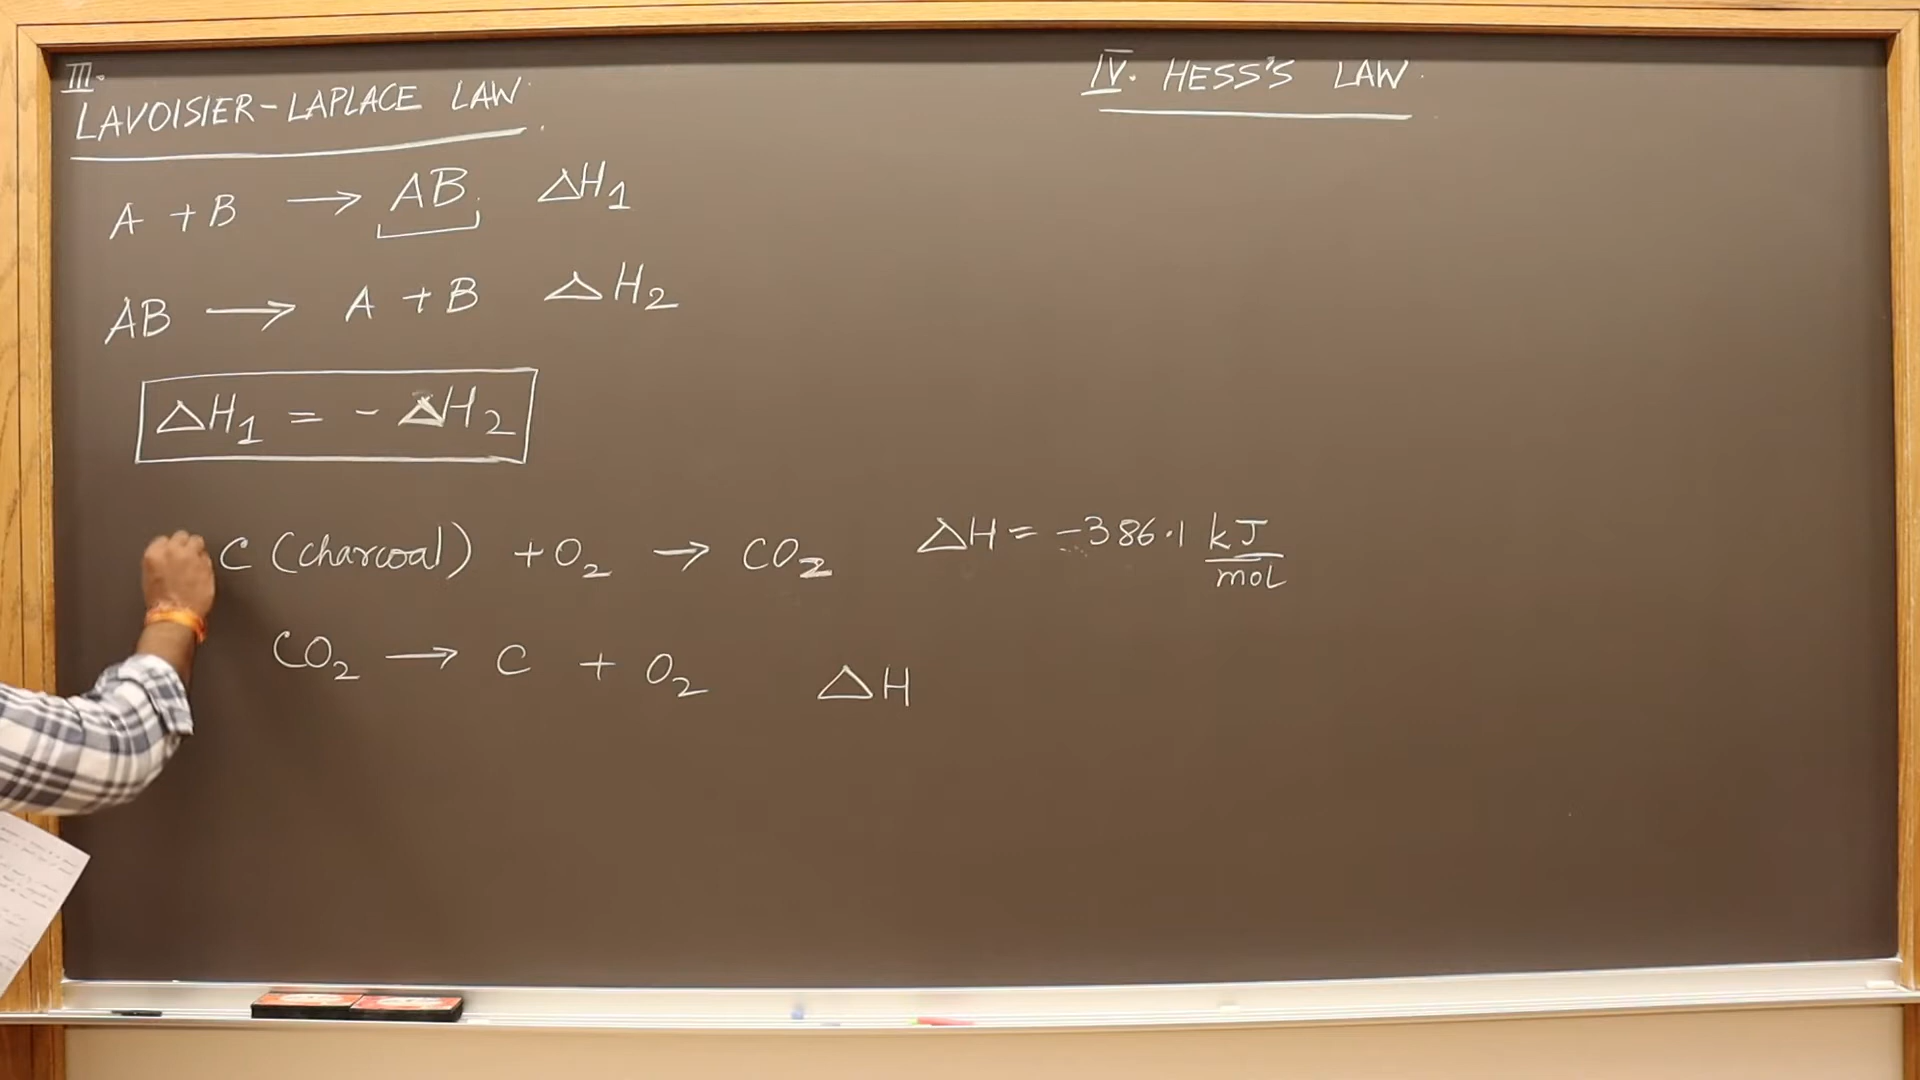 III.
LAVOISIER-LAPLACE LAW.
A + B → AB ΔH₁
AB → A + B ΔH₂
ΔH₁ = - ΔH₂
C (charcoal) + O₂ → CO₂ ΔH = -386.1 kJ/mol
CO₂ → C + O₂ ΔH
IV. HESS'S LAW.